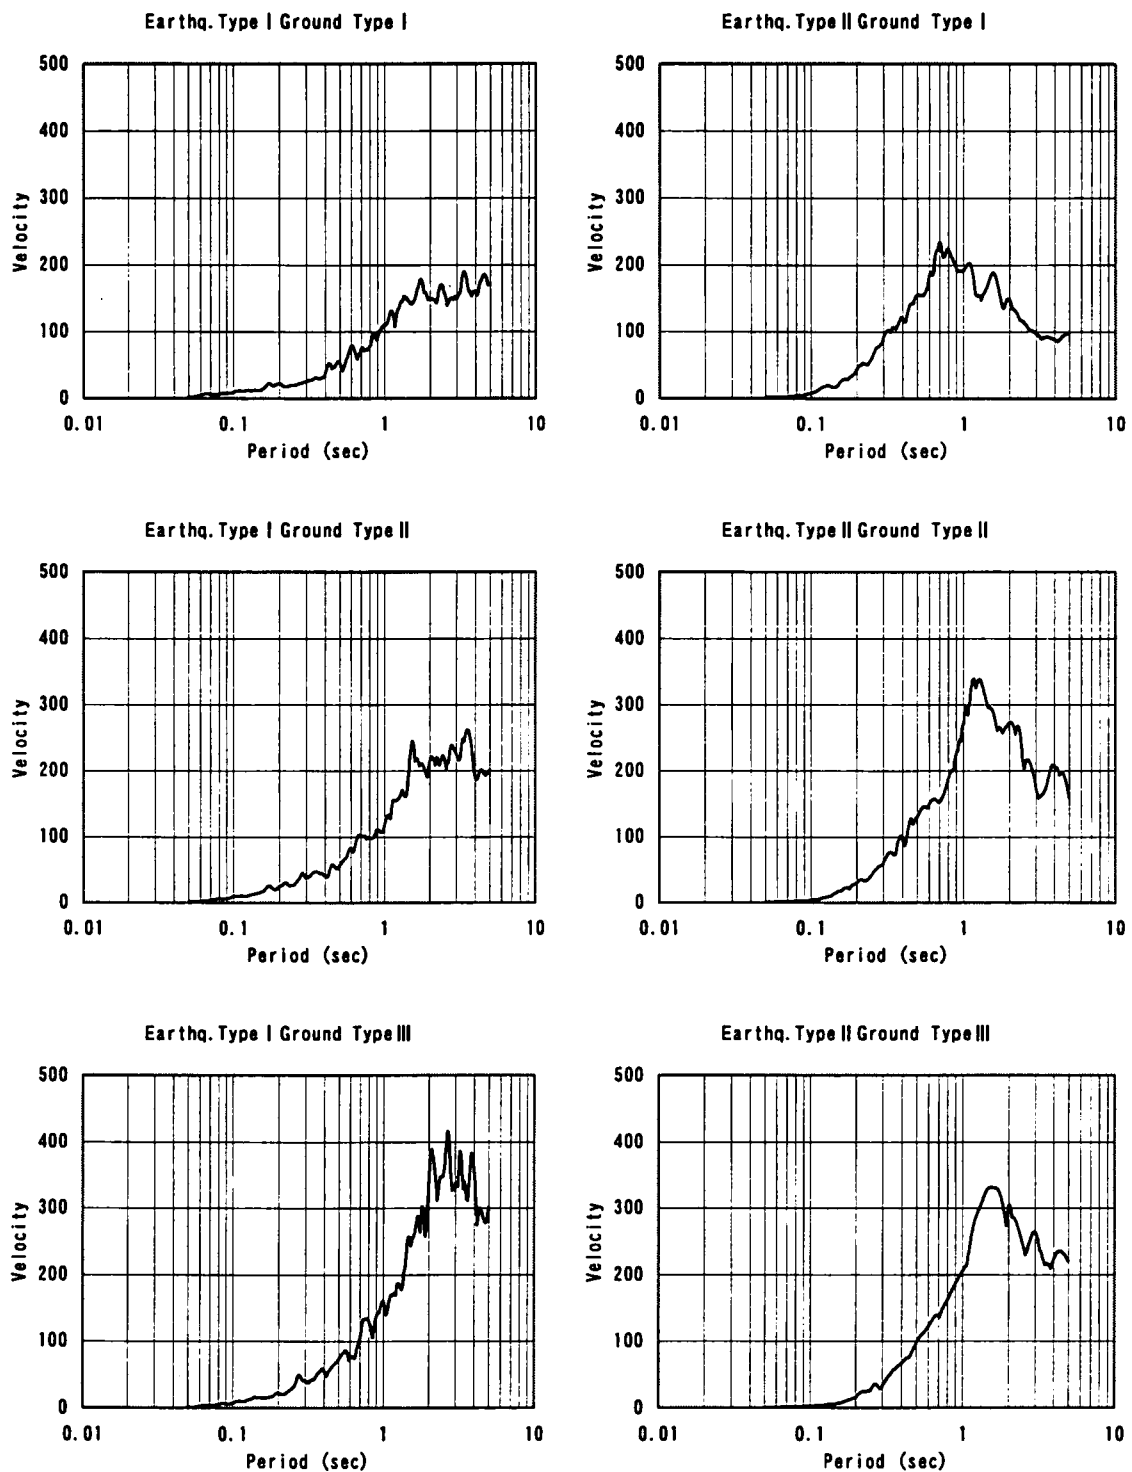 Earthq. Type I Ground Type I
500
400
300
200
100
0
Velocity
0.01 0.1 1 10
Period (sec)
Earthq. Type II Ground Type I
500
400
300
200
100
0
Velocity
0.01 0.1 1 10
Period (sec)
Earthq. Type I Ground Type II
500
400
300
200
100
0
Velocity
0.01 0.1 1 10
Period (sec)
Earthq. Type II Ground Type II
500
400
300
200
100
0
Velocity
0.01 0.1 1 10
Period (sec)
Earthq. Type I Ground Type III
500
400
300
200
100
0
Velocity
0.01 0.1 1 10
Period (sec)
Earthq. Type II Ground Type III
500
400
300
200
100
0
Velocity
0.01 0.1 1 10
Period (sec)